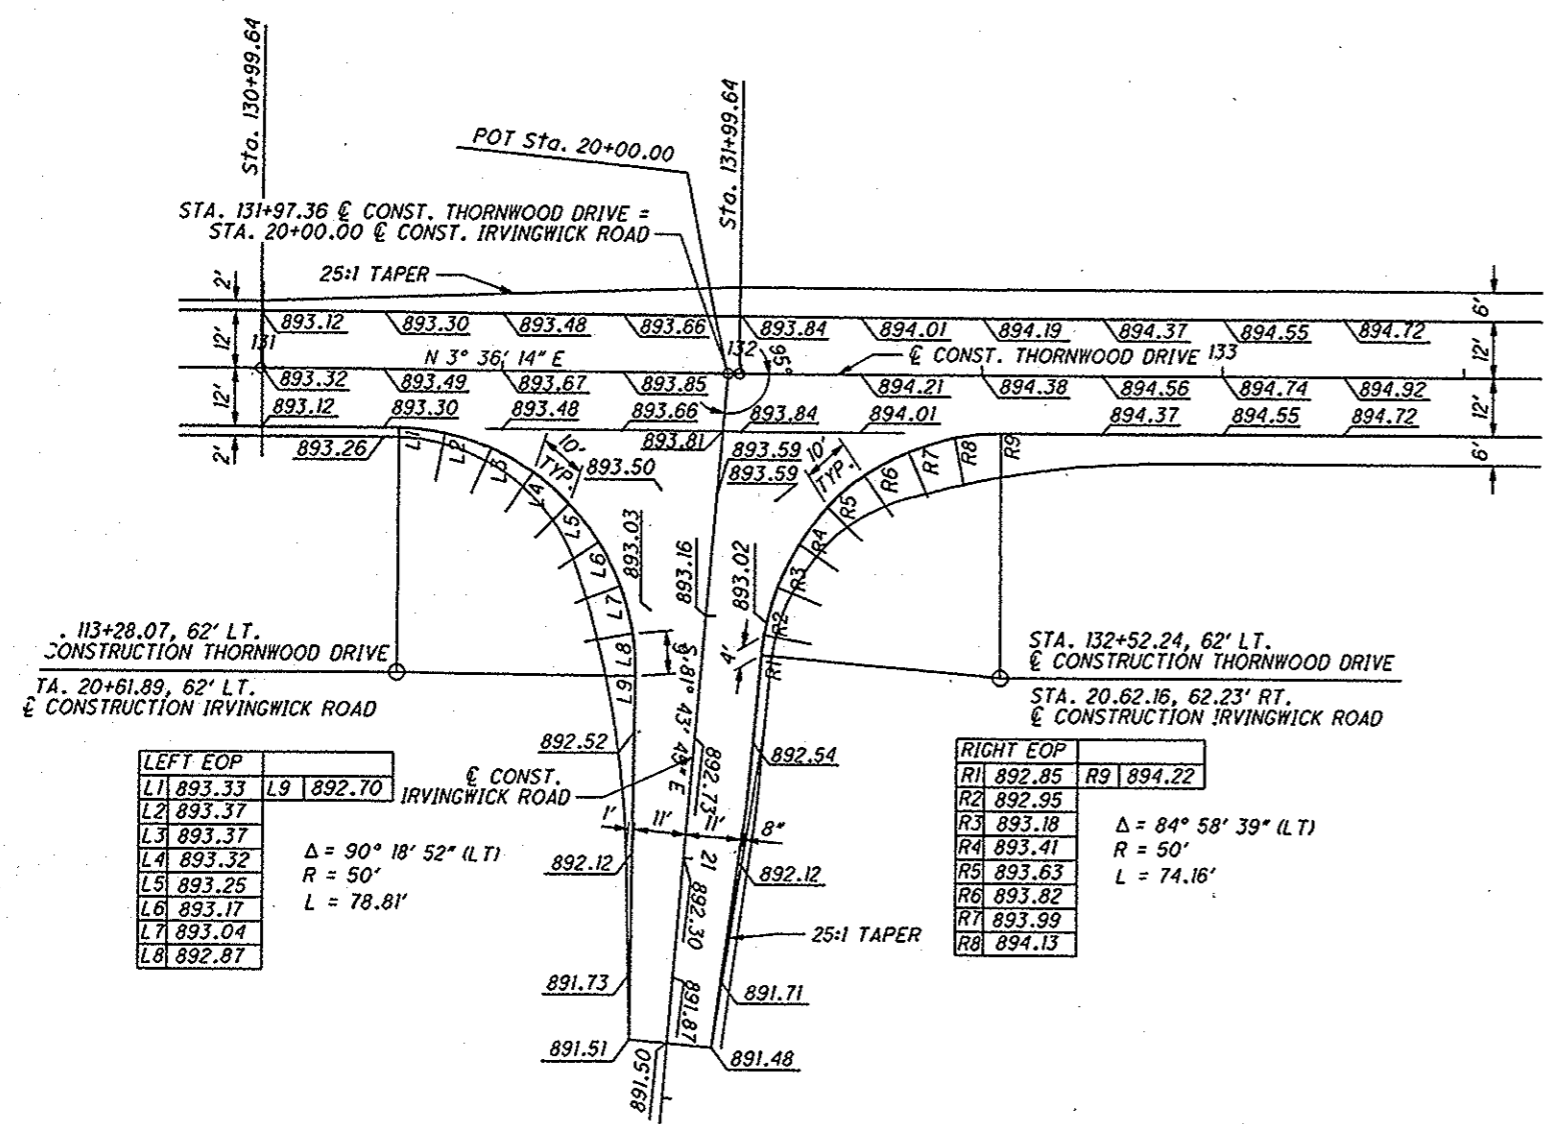 Sta. 130+99.64
Sta. 131+99.64
POT Sta. 20+00.00
STA. 131+97.36 ℄ CONST. THORNWOOD DRIVE =
STA. 20+00.00 ℄ CONST. IRVINGWICK ROAD
25:1 TAPER
2'
6'
893.12 893.30 893.48 893.66 893.84 894.01 894.19 894.37 894.55 894.72
12'
12'
131
N 3° 36' 14" E
132
95°
℄ CONST. THORNWOOD DRIVE 133
893.32 893.49 893.67 893.85 894.21 894.38 894.56 894.74 894.92
12'
12'
893.12 893.30 893.48 893.66 893.84 894.01 894.37 894.55 894.72
2'
6'
893.26
893.81
L1 L2 L3 L4 L5 L6 L7 L8 L9
10' TYP.
893.50
893.59
893.59
10' TYP.
R9 R8 R7 R6 R5 R4 R3 R2 R1
893.03
893.16
893.02
4'
. 113+28.07, 62' LT.
CONSTRUCTION THORNWOOD DRIVE
TA. 20+61.89, 62' LT.
℄ CONSTRUCTION IRVINGWICK ROAD
STA. 132+52.24, 62' LT.
℄ CONSTRUCTION THORNWOOD DRIVE
STA. 20.62.16, 62.23' RT.
℄ CONSTRUCTION IRVINGWICK ROAD
S 81° 43' E
892.52
892.73
892.54
℄ CONST.
IRVINGWICK ROAD
LEFT EOP
L1 893.33 L9 892.70
L2 893.37
L3 893.37
L4 893.32
L5 893.25
L6 893.17
L7 893.04
L8 892.87
Δ = 90° 18' 52" (LT)
R = 50'
L = 78.81'
1' 11' 11' 8"
892.12
21
892.12
892.30
25:1 TAPER
RIGHT EOP
R1 892.85 R9 894.22
R2 892.95
R3 893.18
R4 893.41
R5 893.63
R6 893.82
R7 893.99
R8 894.13
Δ = 84° 58' 39" (LT)
R = 50'
L = 74.16'
891.73
891.87
891.71
891.51
891.50
891.48